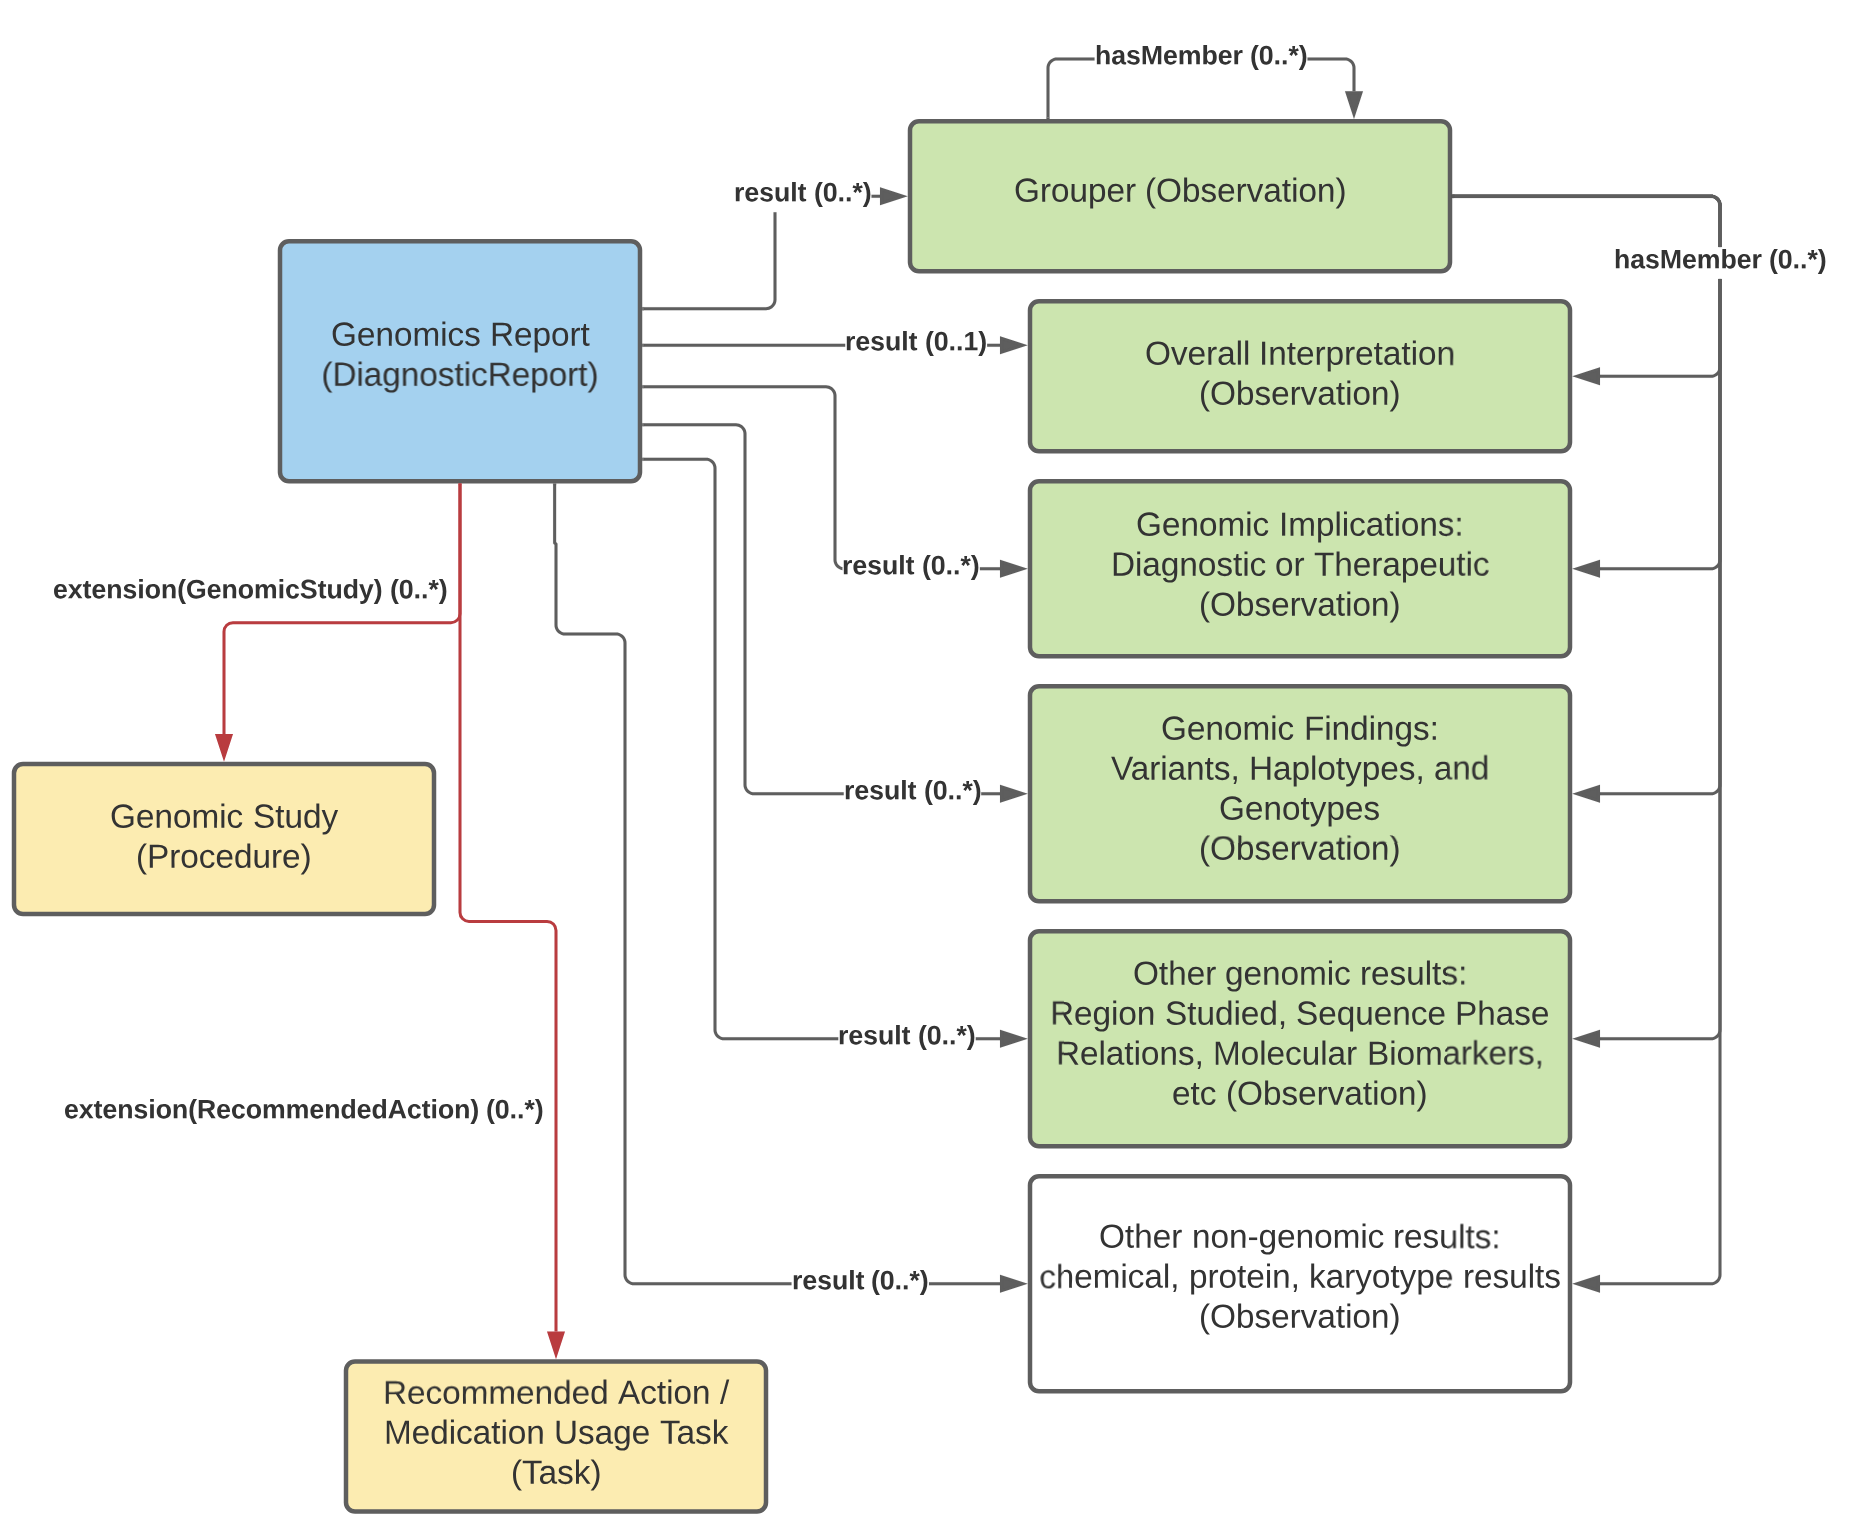 hasMember (0..*)
result (0..*)
Grouper (Observation)
hasMember (0..*)
Genomics Report
(DiagnosticReport)
result (0..1)
Overall Interpretation
(Observation)
result (0..*)
Genomic Implications:
Diagnostic or Therapeutic
(Observation)
extension(GenomicStudy) (0..*)
Genomic Study
(Procedure)
result (0..*)
Genomic Findings:
Variants, Haplotypes, and
Genotypes
(Observation)
result (0..*)
Other genomic results:
Region Studied, Sequence Phase
Relations, Molecular Biomarkers,
etc (Observation)
extension(RecommendedAction) (0..*)
result (0..*)
Other non-genomic results:
chemical, protein, karyotype results
(Observation)
Recommended Action /
Medication Usage Task
(Task)